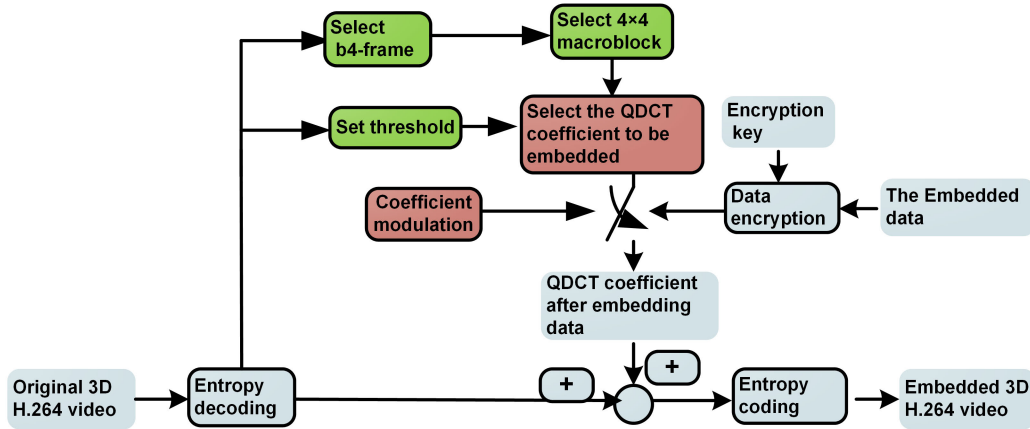 Select
b4-frame
Select 4×4
macroblock
Set threshold
Select the QDCT
coefficient to be
embedded
Encryption
key
Coefficient
modulation
Data
encryption
The Embedded
data
QDCT coefficient
after embedding
data
Original 3D
H.264 video
Entropy
decoding
+
+
Entropy
coding
Embedded 3D
H.264 video